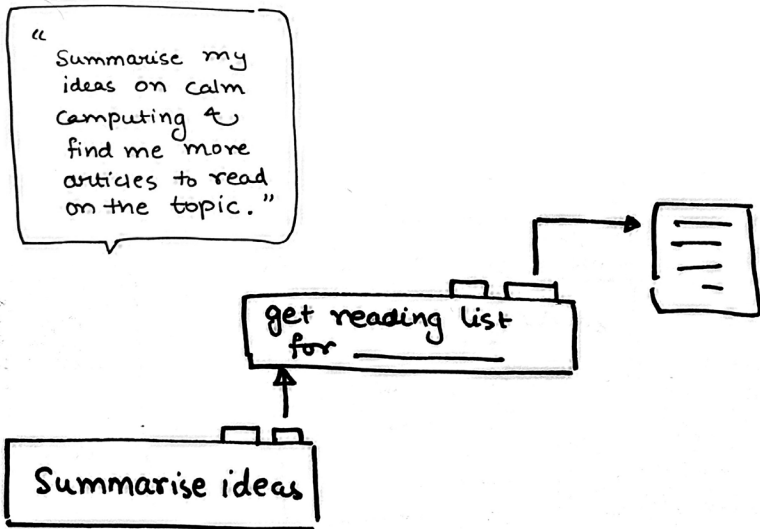 "
Summarise my
ideas on calm
computing &
find me more
articles to read
on the topic."
get reading list
for
Summarise ideas